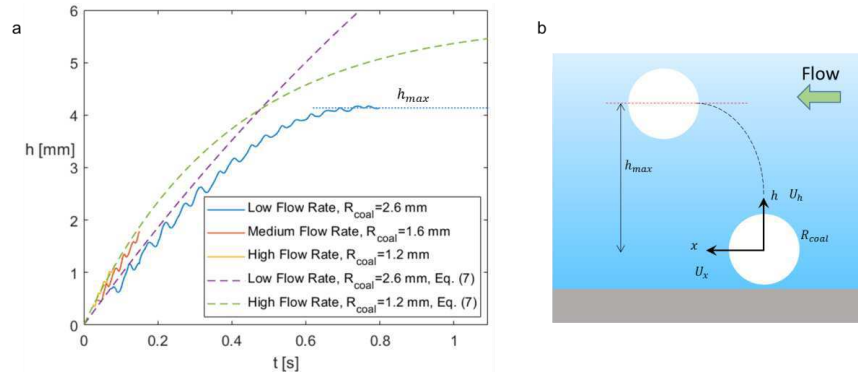 a
6
5
4
3
2
1
0
h [mm]
h_max
Low Flow Rate, R_coal=2.6 mm
Medium Flow Rate, R_coal=1.6 mm
High Flow Rate, R_coal=1.2 mm
Low Flow Rate, R_coal=2.6 mm, Eq. (7)
High Flow Rate, R_coal=1.2 mm, Eq. (7)
0 0.2 0.4 0.6 0.8 1
t [s]
b
Flow
h_max
h U_h
R_coal
x
U_x